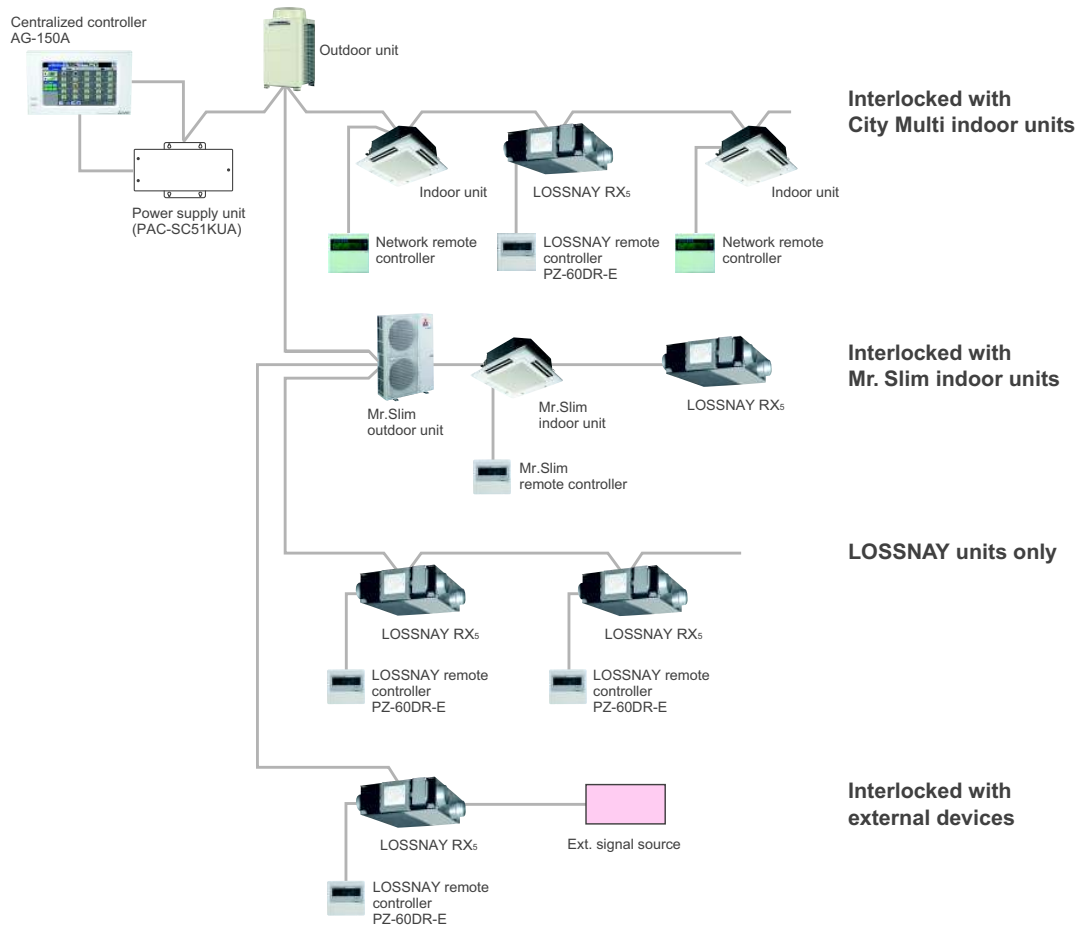 Centralized controller
AG-150A
Outdoor unit
Power supply unit
(PAC-SC51KUA)
Indoor unit
LOSSNAY RX₅
Indoor unit
Network remote
controller
LOSSNAY remote
controller
PZ-60DR-E
Network remote
controller
Interlocked with
City Multi indoor units
Mr.Slim
outdoor unit
Mr.Slim
indoor unit
LOSSNAY RX₅
Mr.Slim
remote controller
Interlocked with
Mr. Slim indoor units
LOSSNAY units only
LOSSNAY RX₅
LOSSNAY RX₅
LOSSNAY remote
controller
PZ-60DR-E
LOSSNAY remote
controller
PZ-60DR-E
Interlocked with
external devices
LOSSNAY RX₅
Ext. signal source
LOSSNAY remote
controller
PZ-60DR-E